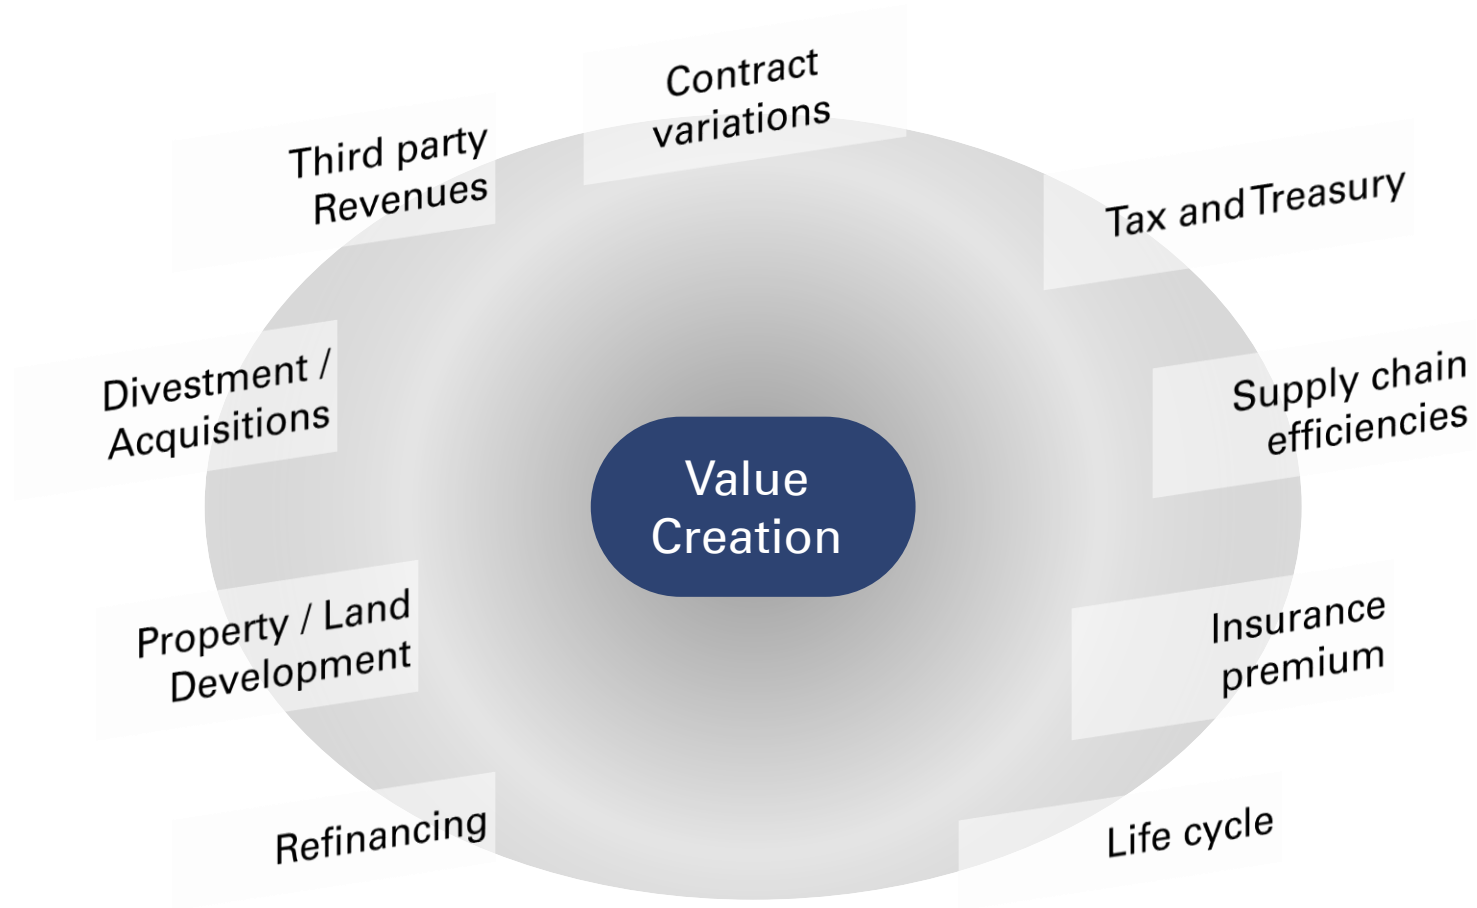 Contract
variations
Third party
Revenues
Tax and Treasury
Divestment /
Acquisitions
Supply chain
efficiencies
Value
Creation
Property / Land
Development
Insurance
premium
Refinancing
Life cycle